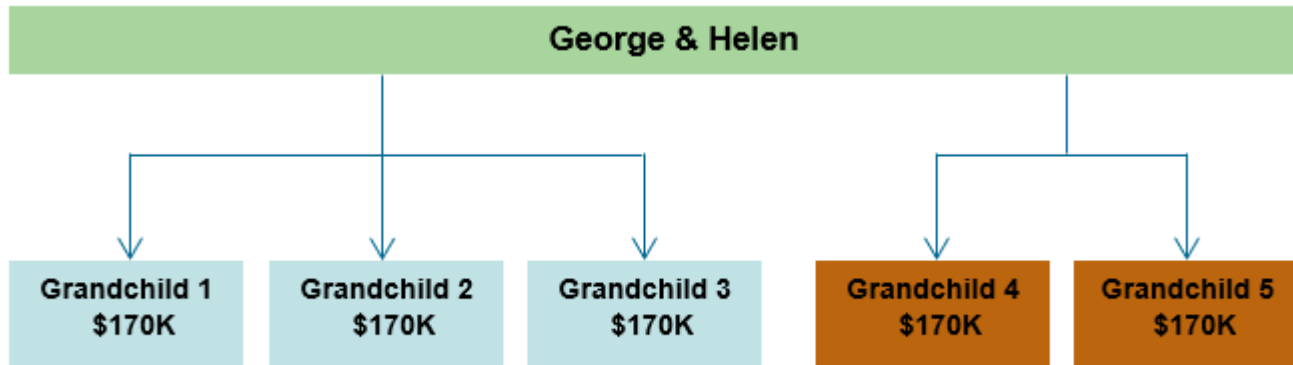 George & Helen
Grandchild 1
$170K
Grandchild 2
$170K
Grandchild 3
$170K
Grandchild 4
$170K
Grandchild 5
$170K